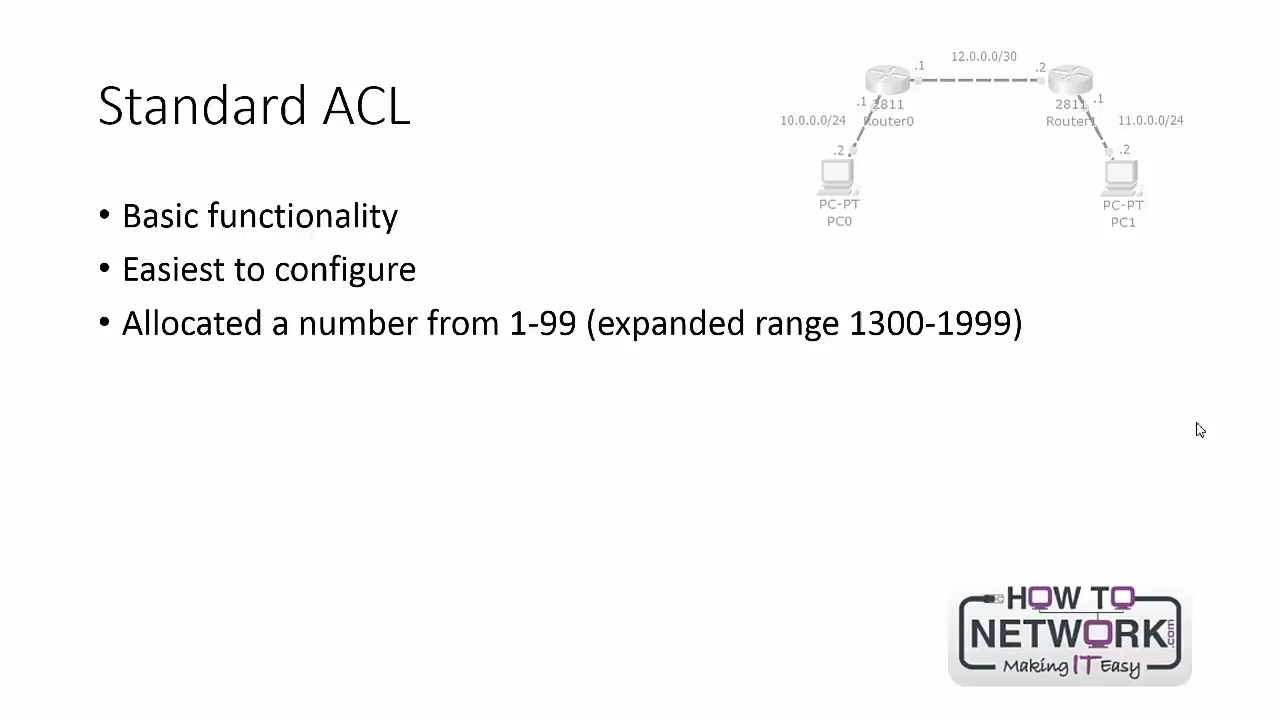 Standard ACL
• Basic functionality
• Easiest to configure
• Allocated a number from 1-99 (expanded range 1300-1999)
12.0.0.0/30
.1
.2
.1
2811
Router0
2811
Router1
.1
10.0.0.0/24
11.0.0.0/24
.2
.2
PC-PT
PC0
PC-PT
PC1
HOW TO
NETWORK.com
Making IT Easy